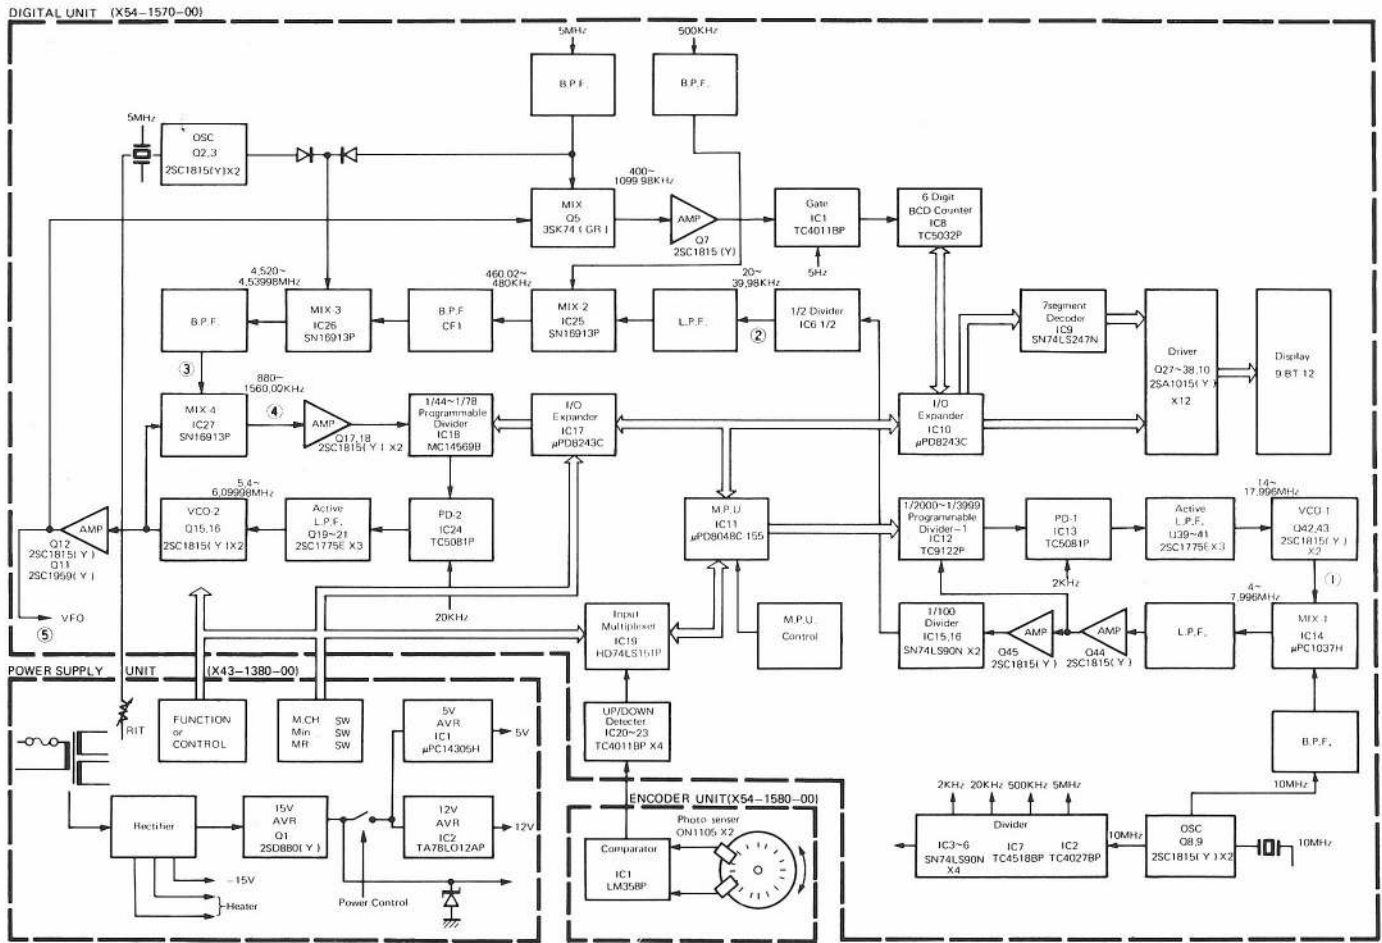 DIGITAL UNIT (X54-1570-00)
5MHz
500KHz
B.P.F.
B.P.F.
5MHz
OSC
Q2,3
2SC1815(Y)X2
400~
1099.98KHz
MIX
Q5
3SK74 (GR)
AMP
Q7
2SC1815(Y)
Gate
IC1
TC4011BP
5Hz
6 Digit
BCD Counter
IC8
TC5032P
4,520~
4,53998MHz
460.02~
480KHz
20~
39,98KHz
B.P.F.
MIX-3
IC26
SN16913P
B.P.F
CF1
MIX-2
IC25
SN16913P
L.P.F.
②
1/2 Divider
IC6 1/2
7segment
Decoder
IC9
SN74LS247N
Driver
Q27~38,10
2SA1015(Y)
X12
Display
9-BT-12
③
880~
1560,00KHz
MIX-4
IC27
SN16913P
④
AMP
Q17,18
2SC1815(Y)X2
1/44~1/78
Programmable
Divider
IC18
MC14569B
I/O
Expander
IC17
μPD8243C
I/O
Expander
IC10
μPD8243C
5,4~
6,09998MHz
AMP
Q12
2SC1815(Y)
Q11
2SC1959(Y)
VCO-2
Q15,16
2SC1815(Y)X2
Active
L.P.F.
Q19~21
2SC1775E X3
PD-2
IC24
TC5081P
20KHz
M.P.U
IC11
μPD8048C-155
1/2000~1/3999
Programmable
Divider-1
IC12
TC9122P
PD-1
IC13
TC5081P
2KHz
Active
L.P.F.
Q39~41
2SC1775E X3
14~
17,996MHz
VCO-1
Q42,43
2SC1815(Y)
X2
①
VFO
⑤
Input
Multiplexer
IC19
HD74LS151P
M.P.U.
Control
1/100
Divider
IC15,16
SN74LS90N X2
AMP
Q45
2SC1815(Y)
AMP
Q44
2SC1815(Y)
L.P.F.
4~
7,996MHz
MIX-1
IC14
μPC1037H
POWER SUPPLY UNIT (X43-1380-00)
RIT
FUNCTION
or
CONTROL
M.CH SW
Min SW
MR SW
5V
AVR
IC1
μPC14305H
5V
UP/DOWN
Detecter
IC20~23
TC4011BP X4
B.P.F.
10MHz
Rectifier
15V
AVR
Q1
2SD880(Y)
12V
AVR
IC2
TA78LO12AP
12V
-15V
Heater
Power Control
ENCODER UNIT(X54-1580-00)
Comparator
IC1
LM358P
Photo senser
ON1105 X2
2KHz
20KHz
500KHz
5MHz
Divider
IC3~6
SN74LS90N
X4
IC7
TC4518BP
IC2
TC4027BP
10MHz
OSC
Q8,9
2SC1815(Y)X2
10MHz